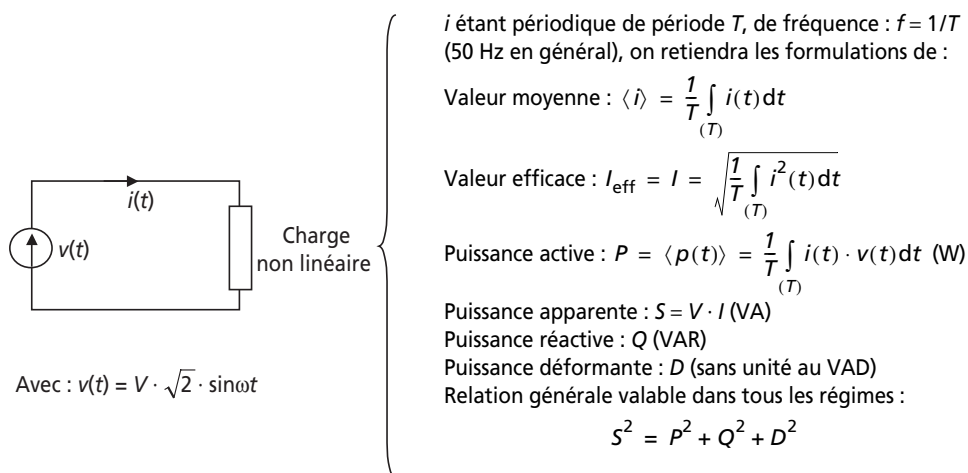 i(t)
v(t)
Charge
non linéaire
Avec : v(t) = V · √2 · sinωt
i étant périodique de période T, de fréquence : f = 1/T
(50 Hz en général), on retiendra les formulations de :
Valeur moyenne : ⟨i⟩ = 1/T ∫(T) i(t)dt
Valeur efficace : Ieff = I = √(1/T ∫(T) i²(t)dt)
Puissance active : P = ⟨p(t)⟩ = 1/T ∫(T) i(t) · v(t)dt (W)
Puissance apparente : S = V · I (VA)
Puissance réactive : Q (VAR)
Puissance déformante : D (sans unité au VAD)
Relation générale valable dans tous les régimes :
S² = P² + Q² + D²